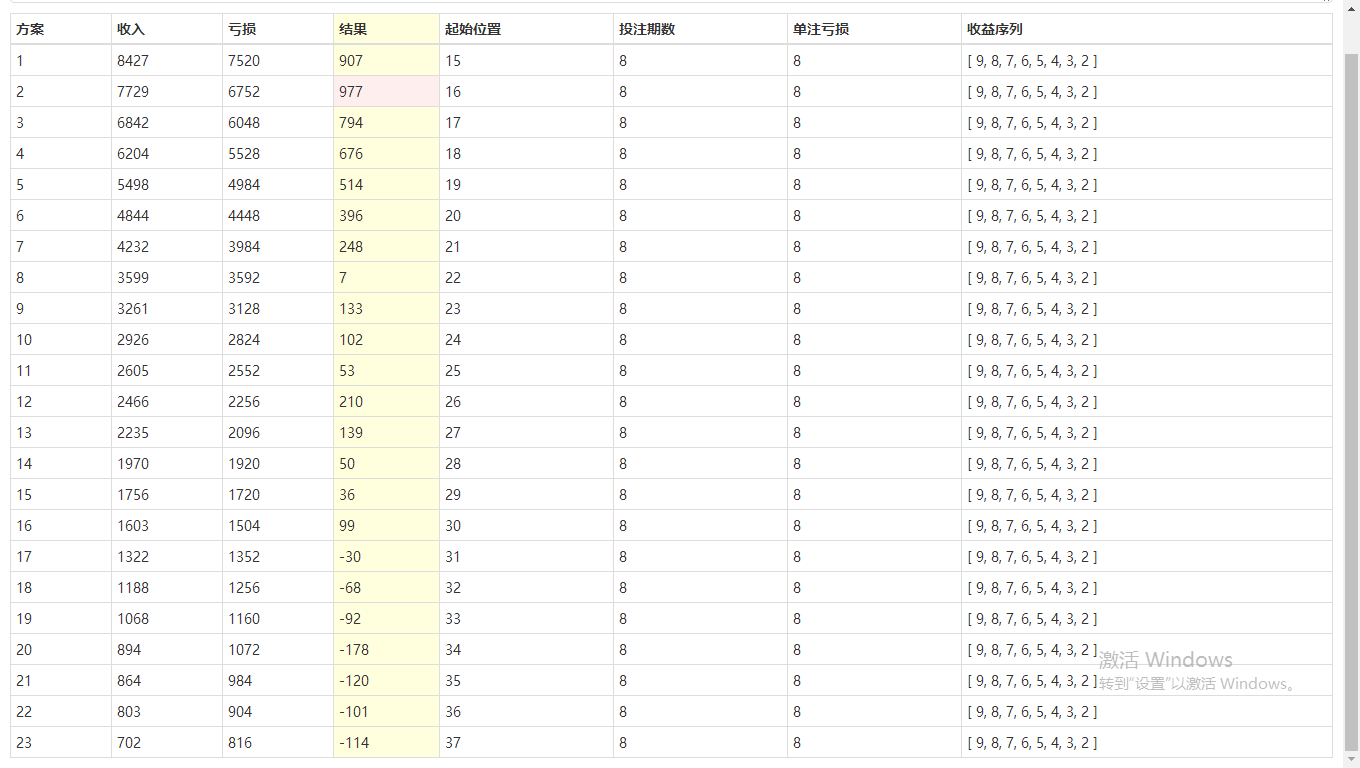 方案 收入 亏损 结果 起始位置 投注期数 单注亏损 收益序列
1 8427 7520 907 15 8 8 [ 9, 8, 7, 6, 5, 4, 3, 2 ]
2 7729 6752 977 16 8 8 [ 9, 8, 7, 6, 5, 4, 3, 2 ]
3 6842 6048 794 17 8 8 [ 9, 8, 7, 6, 5, 4, 3, 2 ]
4 6204 5528 676 18 8 8 [ 9, 8, 7, 6, 5, 4, 3, 2 ]
5 5498 4984 514 19 8 8 [ 9, 8, 7, 6, 5, 4, 3, 2 ]
6 4844 4448 396 20 8 8 [ 9, 8, 7, 6, 5, 4, 3, 2 ]
7 4232 3984 248 21 8 8 [ 9, 8, 7, 6, 5, 4, 3, 2 ]
8 3599 3592 7 22 8 8 [ 9, 8, 7, 6, 5, 4, 3, 2 ]
9 3261 3128 133 23 8 8 [ 9, 8, 7, 6, 5, 4, 3, 2 ]
10 2926 2824 102 24 8 8 [ 9, 8, 7, 6, 5, 4, 3, 2 ]
11 2605 2552 53 25 8 8 [ 9, 8, 7, 6, 5, 4, 3, 2 ]
12 2466 2256 210 26 8 8 [ 9, 8, 7, 6, 5, 4, 3, 2 ]
13 2235 2096 139 27 8 8 [ 9, 8, 7, 6, 5, 4, 3, 2 ]
14 1970 1920 50 28 8 8 [ 9, 8, 7, 6, 5, 4, 3, 2 ]
15 1756 1720 36 29 8 8 [ 9, 8, 7, 6, 5, 4, 3, 2 ]
16 1603 1504 99 30 8 8 [ 9, 8, 7, 6, 5, 4, 3, 2 ]
17 1322 1352 -30 31 8 8 [ 9, 8, 7, 6, 5, 4, 3, 2 ]
18 1188 1256 -68 32 8 8 [ 9, 8, 7, 6, 5, 4, 3, 2 ]
19 1068 1160 -92 33 8 8 [ 9, 8, 7, 6, 5, 4, 3, 2 ]
20 894 1072 -178 34 8 8 [ 9, 8, 7, 6, 5, 4, 3, 2 ]
激活 Windows
21 864 984 -120 35 8 8 [ 9, 8, 7, 6, 5, 4, 3, 2 ]
转到“设置”以激活 Windows。
22 803 904 -101 36 8 8 [ 9, 8, 7, 6, 5, 4, 3, 2 ]
23 702 816 -114 37 8 8 [ 9, 8, 7, 6, 5, 4, 3, 2 ]